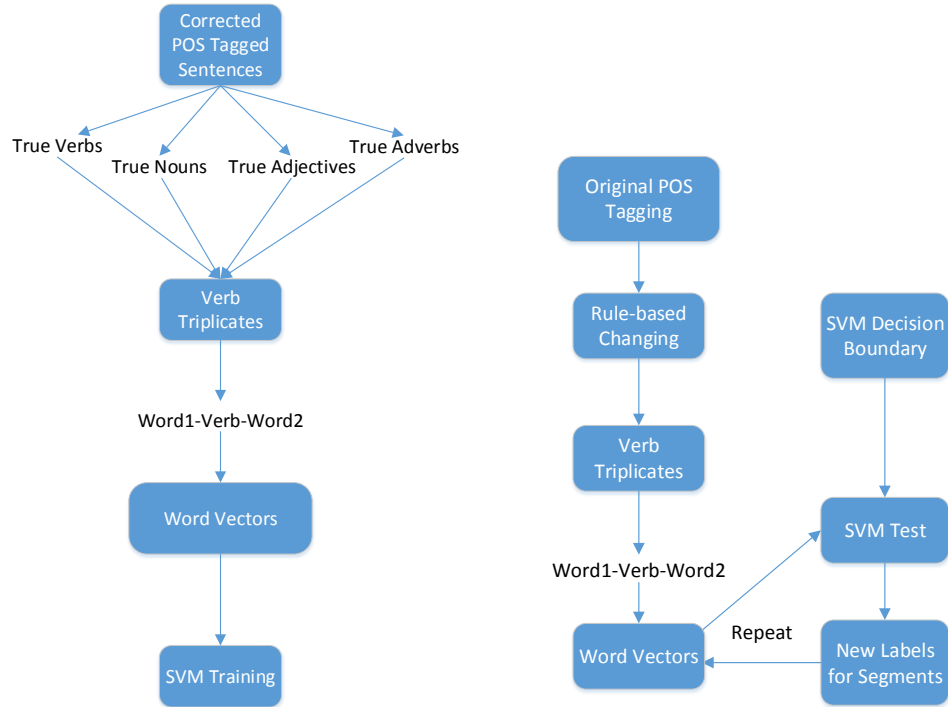 Corrected
POS Tagged
Sentences
True Verbs
True Nouns
True Adjectives
True Adverbs
Verb
Triplicates
Word1-Verb-Word2
Word Vectors
SVM Training
Original POS
Tagging
Rule-based
Changing
Verb
Triplicates
Word1-Verb-Word2
Word Vectors
SVM Decision
Boundary
SVM Test
Repeat
New Labels
for Segments